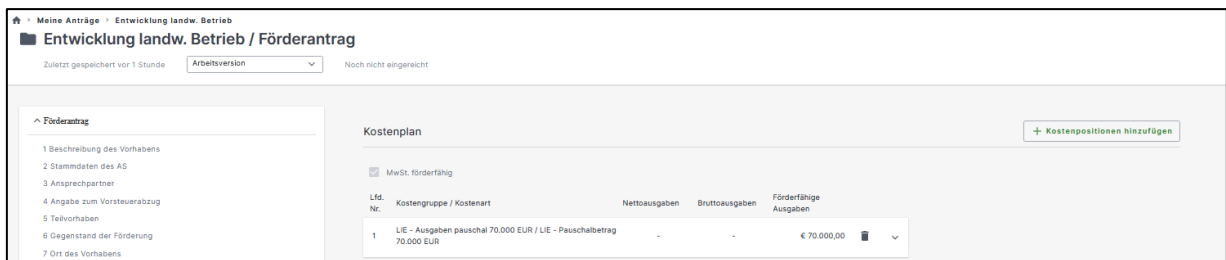 Meine Anträge › Entwicklung landw. Betrieb
Entwicklung landw. Betrieb / Förderantrag
Zuletzt gespeichert vor 1 Stunde Arbeitsversion Noch nicht eingereicht
Förderantrag
1 Beschreibung des Vorhabens
2 Stammdaten des AS
3 Ansprechpartner
4 Angabe zum Vorsteuerabzug
5 Teilvorhaben
6 Gegenstand der Förderung
7 Ort des Vorhabens
Kostenplan
+ Kostenpositionen hinzufügen
MwSt. förderfähig
Lfd. Nr. Kostengruppe / Kostenart Nettoausgaben Bruttoausgaben Förderfähige Ausgaben
1 LIE - Ausgaben pauschal 70.000 EUR / LIE - Pauschalbetrag - - € 70.000,00
70.000 EUR